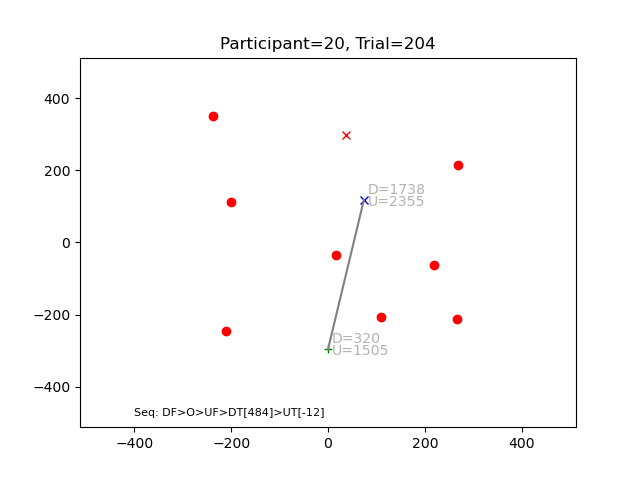 Participant=20, Trial=204
400
200
0
−200
−400
D=1738
U=2355
D=320
U=1505
Seq: DF>O>UF>DT[484]>UT[-12]
−400 −200 0 200 400